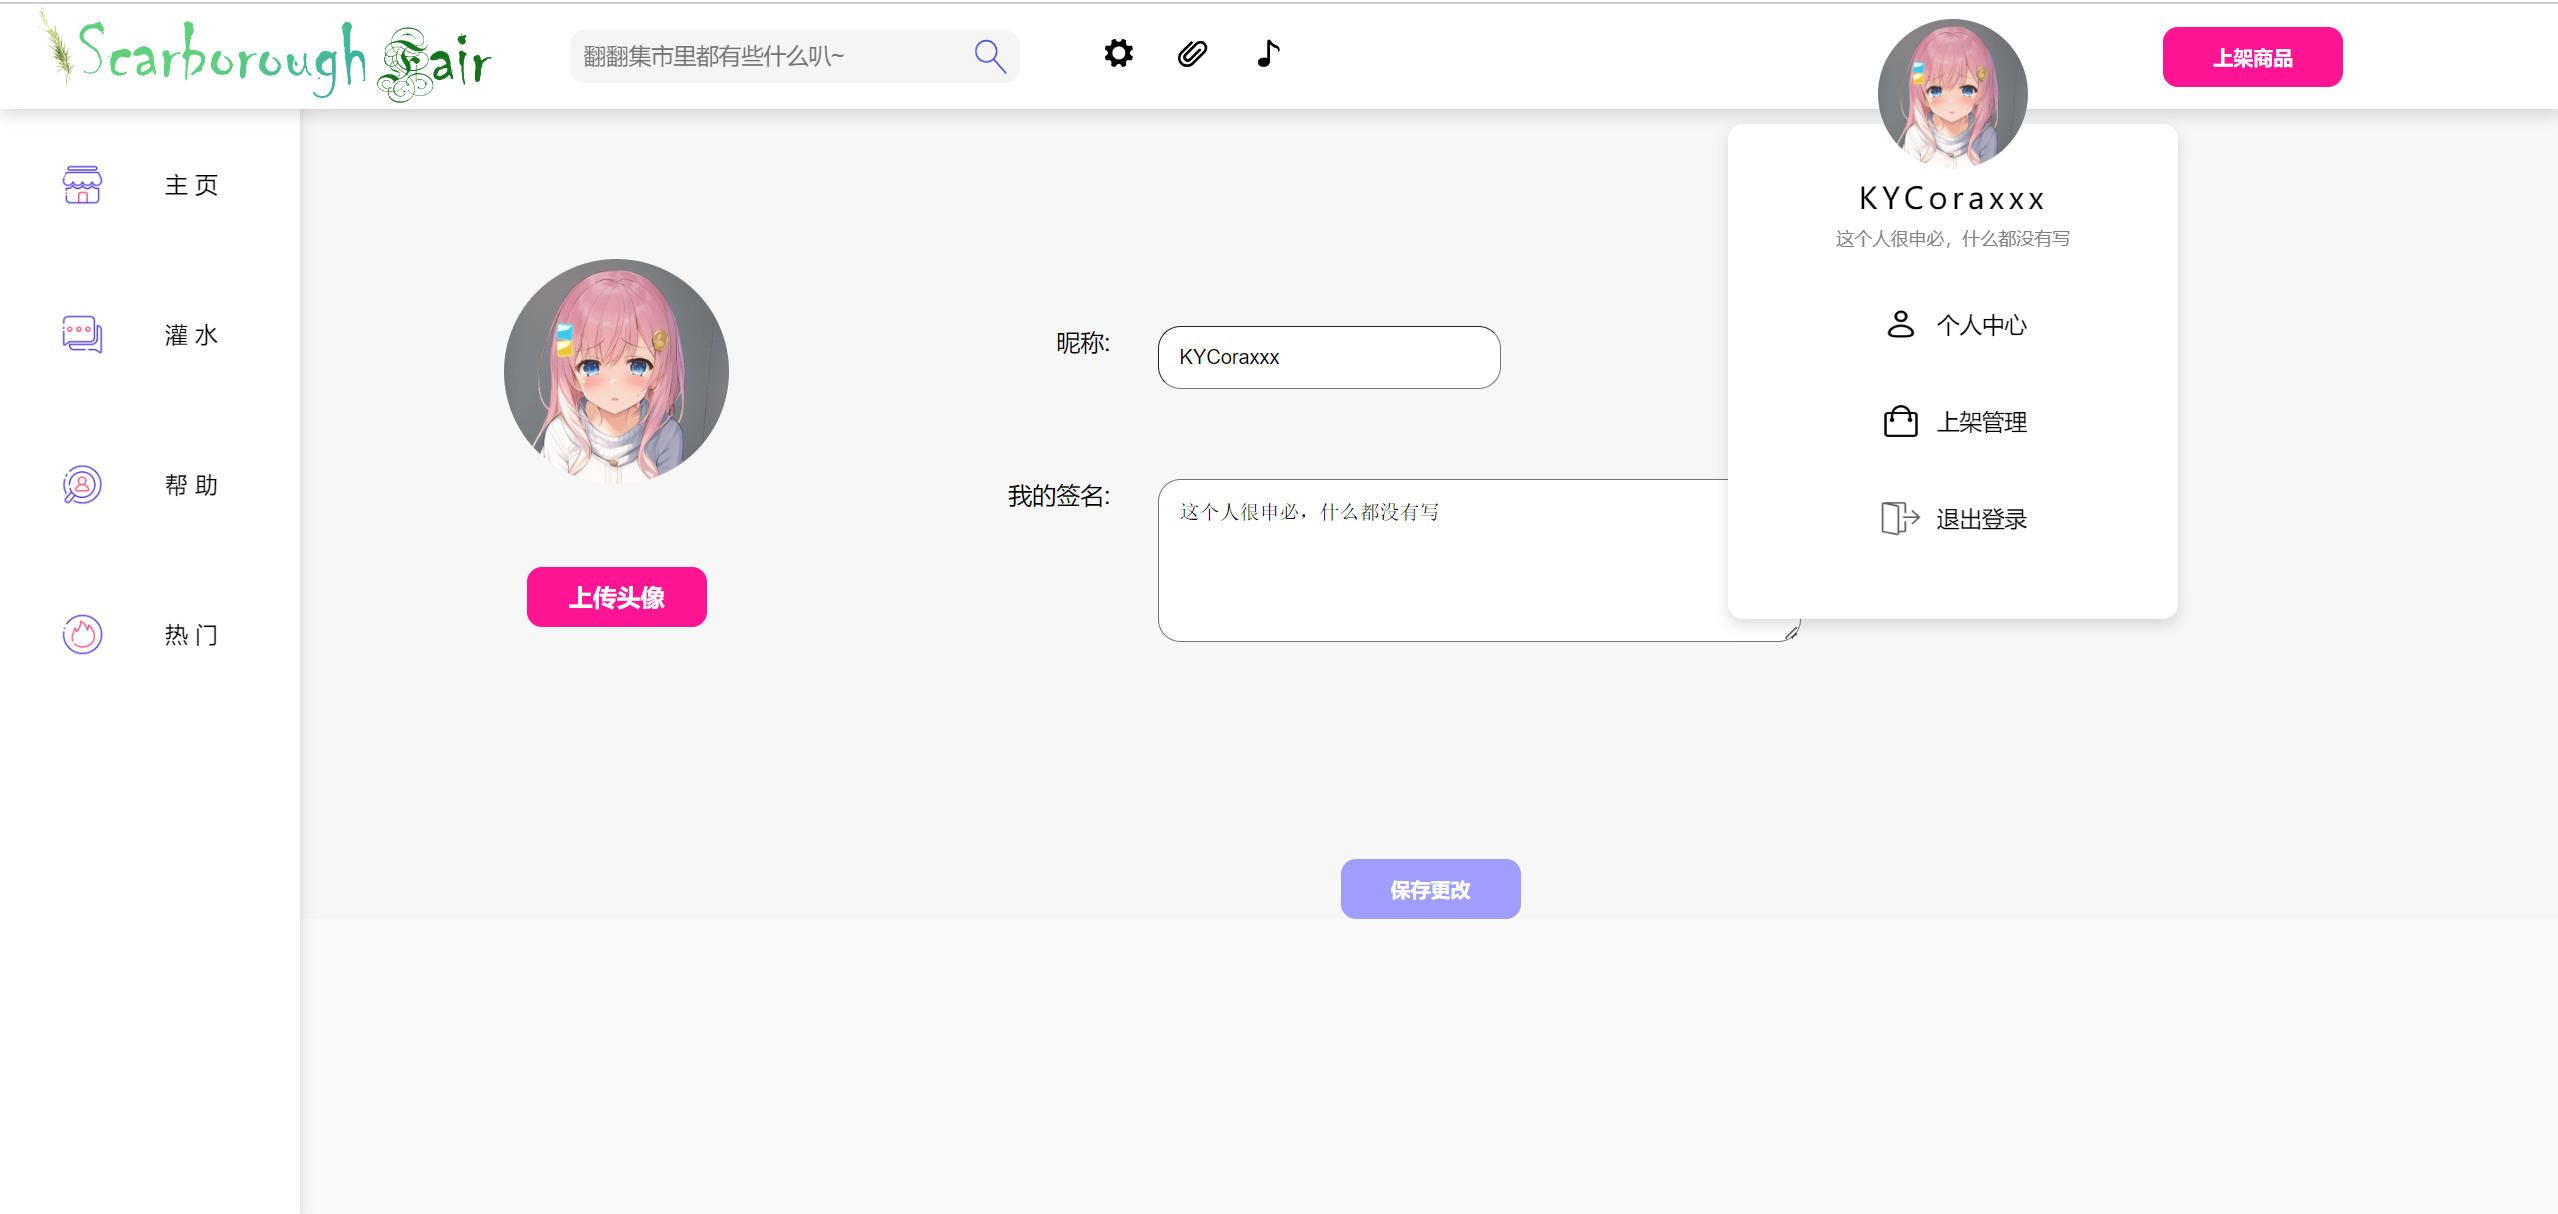 Scarborough Fair
翻翻集市里都有些什么叭~
上架商品
主 页
灌 水
帮 助
热 门
上传头像
昵称:
KYCoraxxx
我的签名:
这个人很申必，什么都没有写
保存更改
KYCoraxxx
这个人很申必，什么都没有写
个人中心
上架管理
退出登录